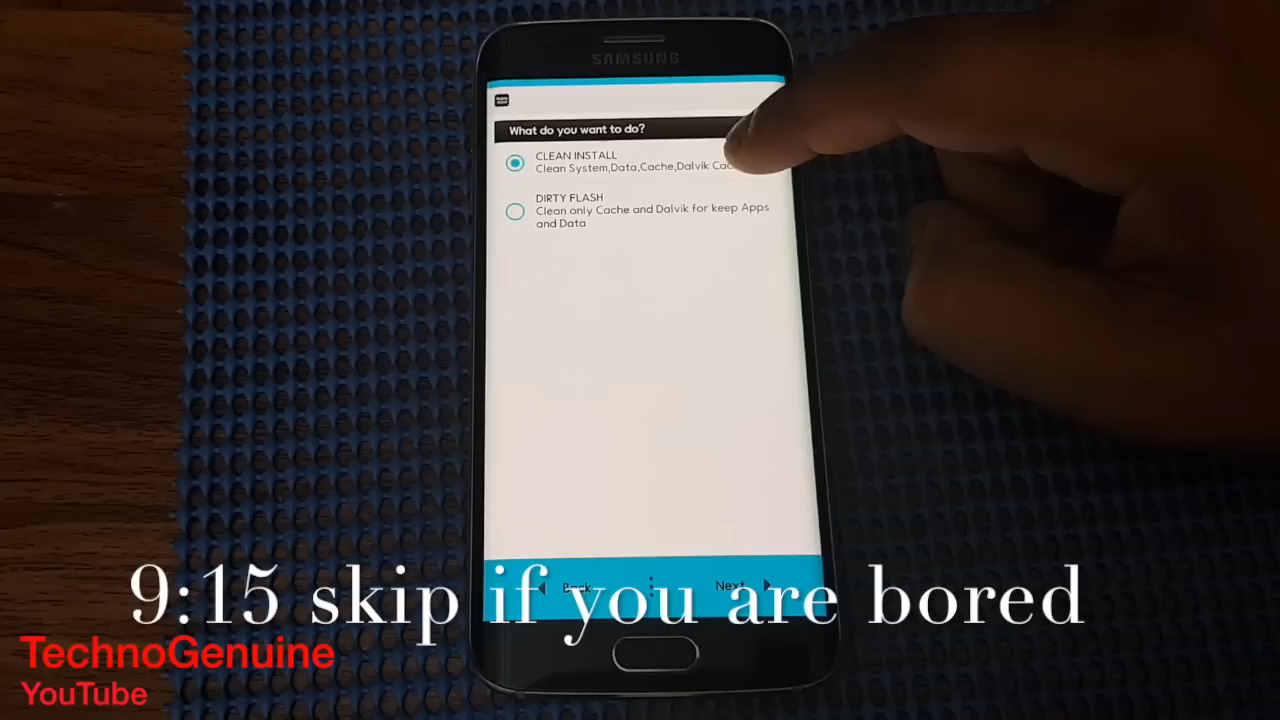 SAMSUNG
What do you want to do?
CLEAN INSTALL
Clean System,Data,Cache,Dalvik
DIRTY FLASH
Clean only Cache and Dalvik for keep Apps
and Data
Back
Next
9:15 skip if you are bored
TechnoGenuine
YouTube